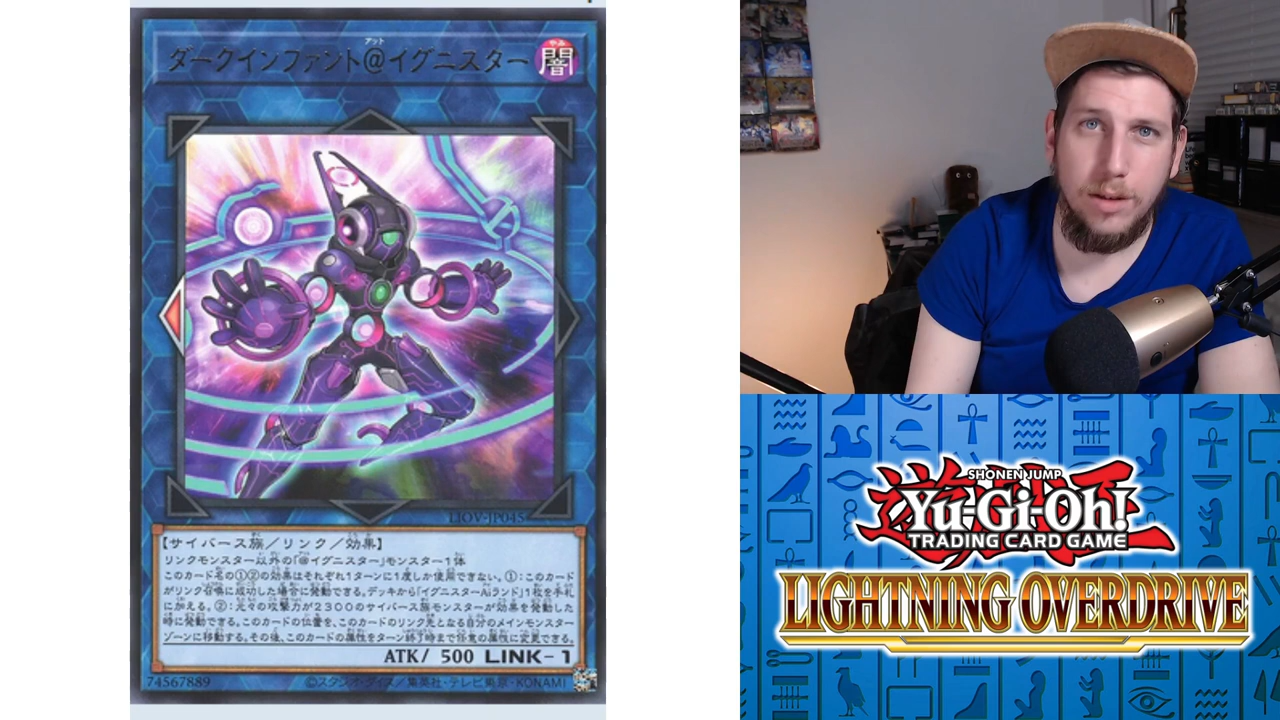 アット
ダークインファント@イグニスター
やみ
闇
LIOV-JP045
【サイバース族／リンク／効果】
リンクモンスター以外の「@イグニスター」モンスター1体
このカード名の①②の効果はそれぞれ1ターンに1度しか使用できない。①：このカード
がリンク召喚に成功した場合に発動できる。デッキから「イグニスターAiランド」1枚を手札
に加える。②：元々の攻撃力が2300のサイバース族モンスターが効果を発動した
時に発動できる。このカードの位置を、このカードのリンク先となる自分のメインモンスター
ゾーンに移動する。その後、このカードの属性をターン終了時まで任意の属性に変更できる。
ATK/ 500 LINK-1
74567889
©スタジオ・ダイス／集英社・テレビ東京・KONAMI
SHONEN JUMP
Yu-Gi-Oh!
TRADING CARD GAME
LIGHTNING OVERDRIVE